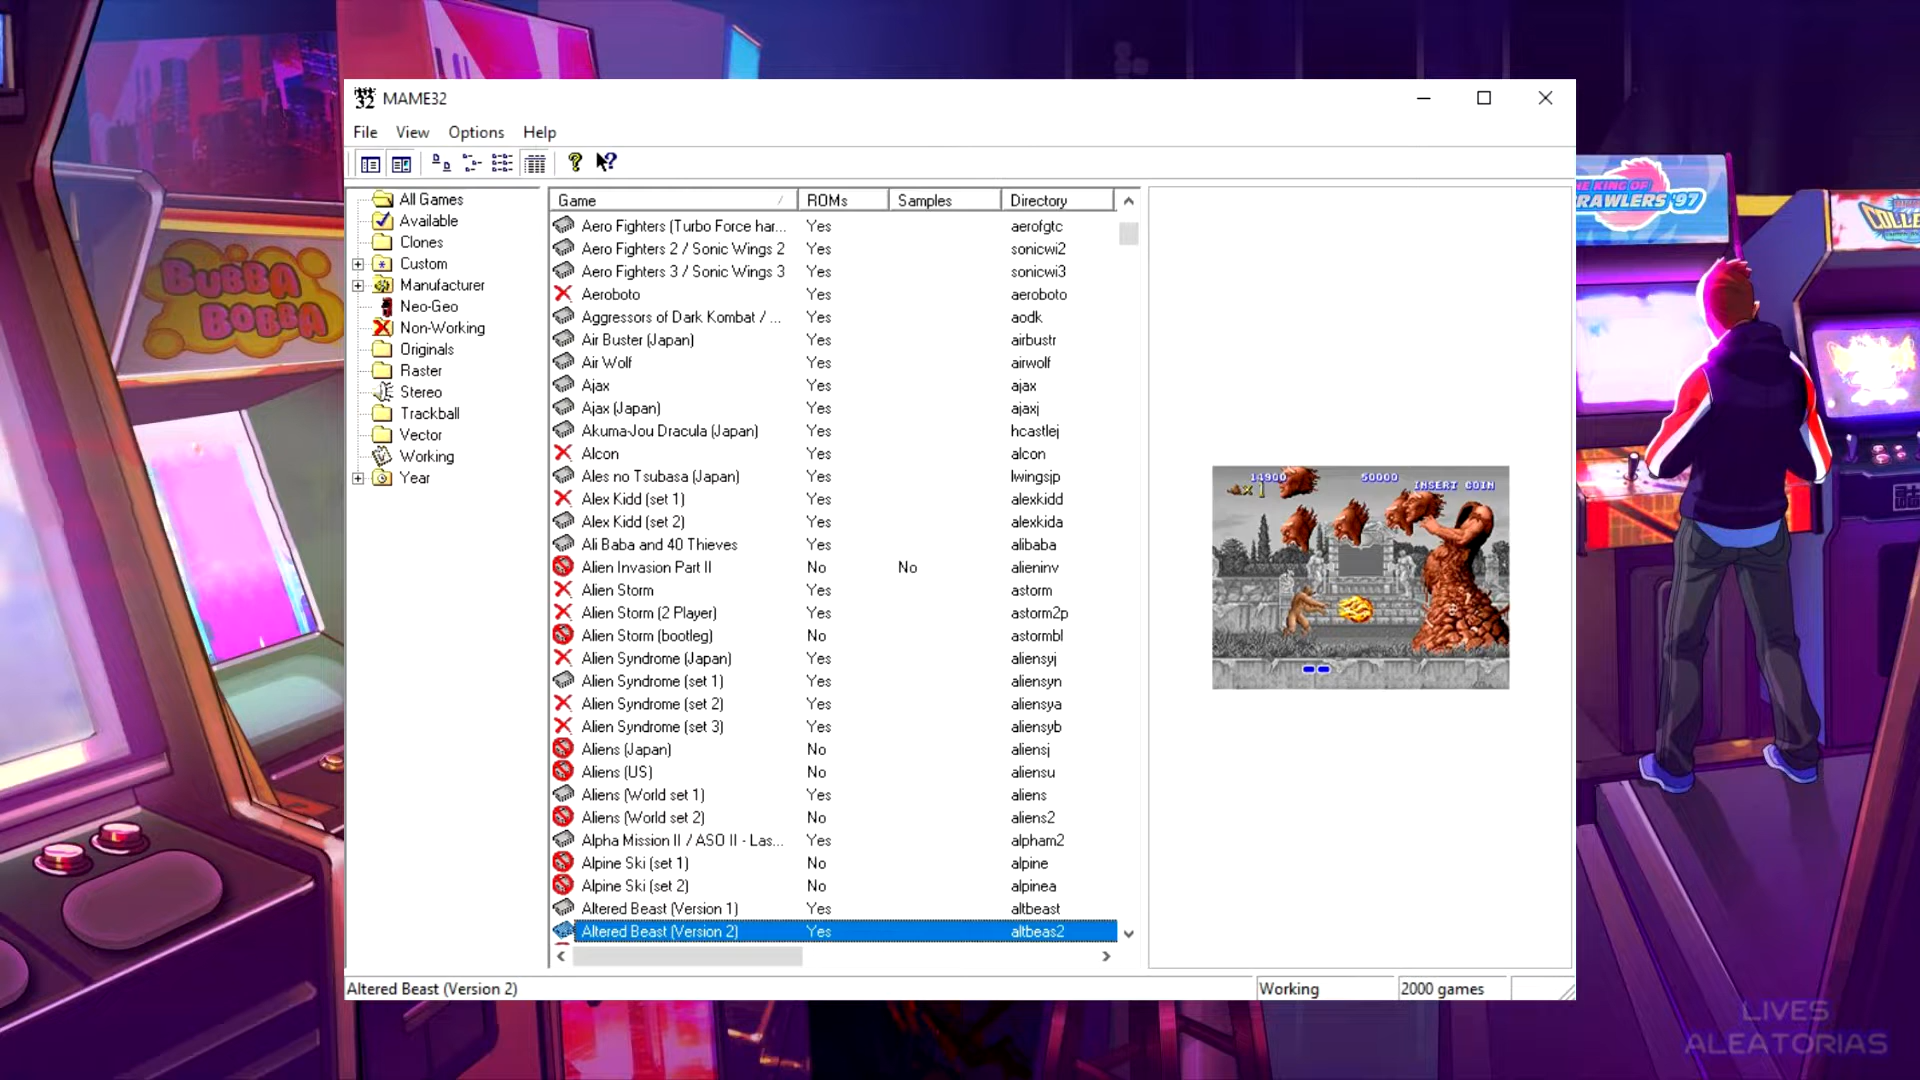 MAME32
File View Options Help
All Games
Available
Clones
Custom
Manufacturer
Neo-Geo
Non-Working
Originals
Raster
Stereo
Trackball
Vector
Working
Year
Game ROMs Samples Directory
Aero Fighters (Turbo Force har... Yes aerofgtc
Aero Fighters 2 / Sonic Wings 2 Yes sonicwi2
Aero Fighters 3 / Sonic Wings 3 Yes sonicwi3
Aeroboto Yes aeroboto
Aggressors of Dark Kombat / ... Yes aodk
Air Buster (Japan) Yes airbustr
Air Wolf Yes airwolf
Ajax Yes ajax
Ajax (Japan) Yes ajaxj
Akuma-Jou Dracula (Japan) Yes hcastlej
Alcon Yes alcon
Ales no Tsubasa (Japan) Yes lwingsjp
Alex Kidd (set 1) Yes alexkidd
Alex Kidd (set 2) Yes alexkida
Ali Baba and 40 Thieves Yes alibaba
Alien Invasion Part II No No alieninv
Alien Storm Yes astorm
Alien Storm (2 Player) Yes astorm2p
Alien Storm (bootleg) No astormbl
Alien Syndrome (Japan) Yes aliensyj
Alien Syndrome (set 1) Yes aliensyn
Alien Syndrome (set 2) Yes aliensya
Alien Syndrome (set 3) Yes aliensyb
Aliens (Japan) No aliensj
Aliens (US) No aliensu
Aliens (World set 1) Yes aliens
Aliens (World set 2) No aliens2
Alpha Mission II / ASO II - Las... Yes alpham2
Alpine Ski (set 1) No alpine
Alpine Ski (set 2) No alpinea
Altered Beast (Version 1) Yes altbeast
Altered Beast (Version 2) Yes altbeas2
14900 50000 INSERT COIN
x1
Altered Beast (Version 2) Working 2000 games
BUBBA
BOBBA
KING OF
RAWLERS '97
COLLE
LIVES
ALEATORIAS